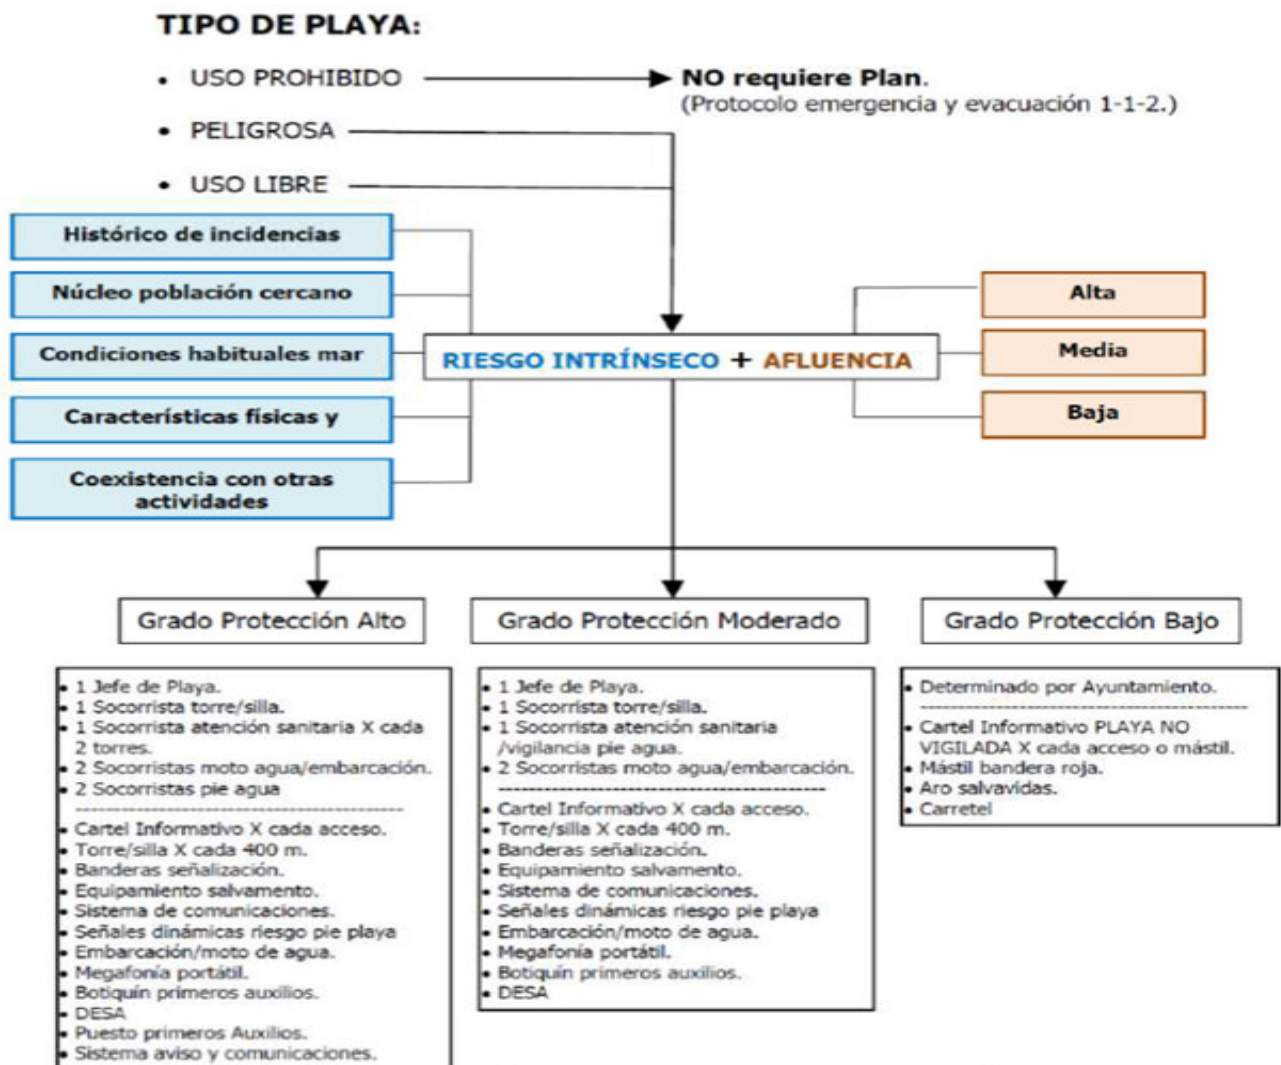 TIPO DE PLAYA:
• USO PROHIBIDO
NO requiere Plan.
(Protocolo emergencia y evacuación 1-1-2.)
• PELIGROSA
• USO LIBRE
Histórico de incidencias
Núcleo población cercano
Condiciones habituales mar
Características físicas y
Coexistencia con otras
actividades
RIESGO INTRÍNSECO + AFLUENCIA
Alta
Media
Baja
Grado Protección Alto
• 1 Jefe de Playa.
• 1 Socorrista torre/silla.
• 1 Socorrista atención sanitaria X cada
2 torres.
• 2 Socorristas moto agua/embarcación.
• 2 Socorristas pie agua
----------------------------------------
• Cartel Informativo X cada acceso.
• Torre/silla X cada 400 m.
• Banderas señalización.
• Equipamiento salvamento.
• Sistema de comunicaciones.
• Señales dinámicas riesgo pie playa
• Embarcación/moto de agua.
• Megafonía portátil.
• Botiquín primeros auxilios.
• DESA
• Puesto primeros Auxilios.
• Sistema aviso y comunicaciones.
Grado Protección Moderado
• 1 Jefe de Playa.
• 1 Socorrista torre/silla.
• 1 Socorrista atención sanitaria
/vigilancia pie agua.
• 2 Socorristas moto agua/embarcación.
----------------------------------------
• Cartel Informativo X cada acceso.
• Torre/silla X cada 400 m.
• Banderas señalización.
• Equipamiento salvamento.
• Sistema de comunicaciones.
• Señales dinámicas riesgo pie playa
• Embarcación/moto de agua.
• Megafonía portátil.
• Botiquín primeros auxilios.
• DESA
Grado Protección Bajo
• Determinado por Ayuntamiento.
----------------------------------------
• Cartel Informativo PLAYA NO
VIGILADA X cada acceso o mástil.
• Mástil bandera roja.
• Aro salvavidas.
• Carretel